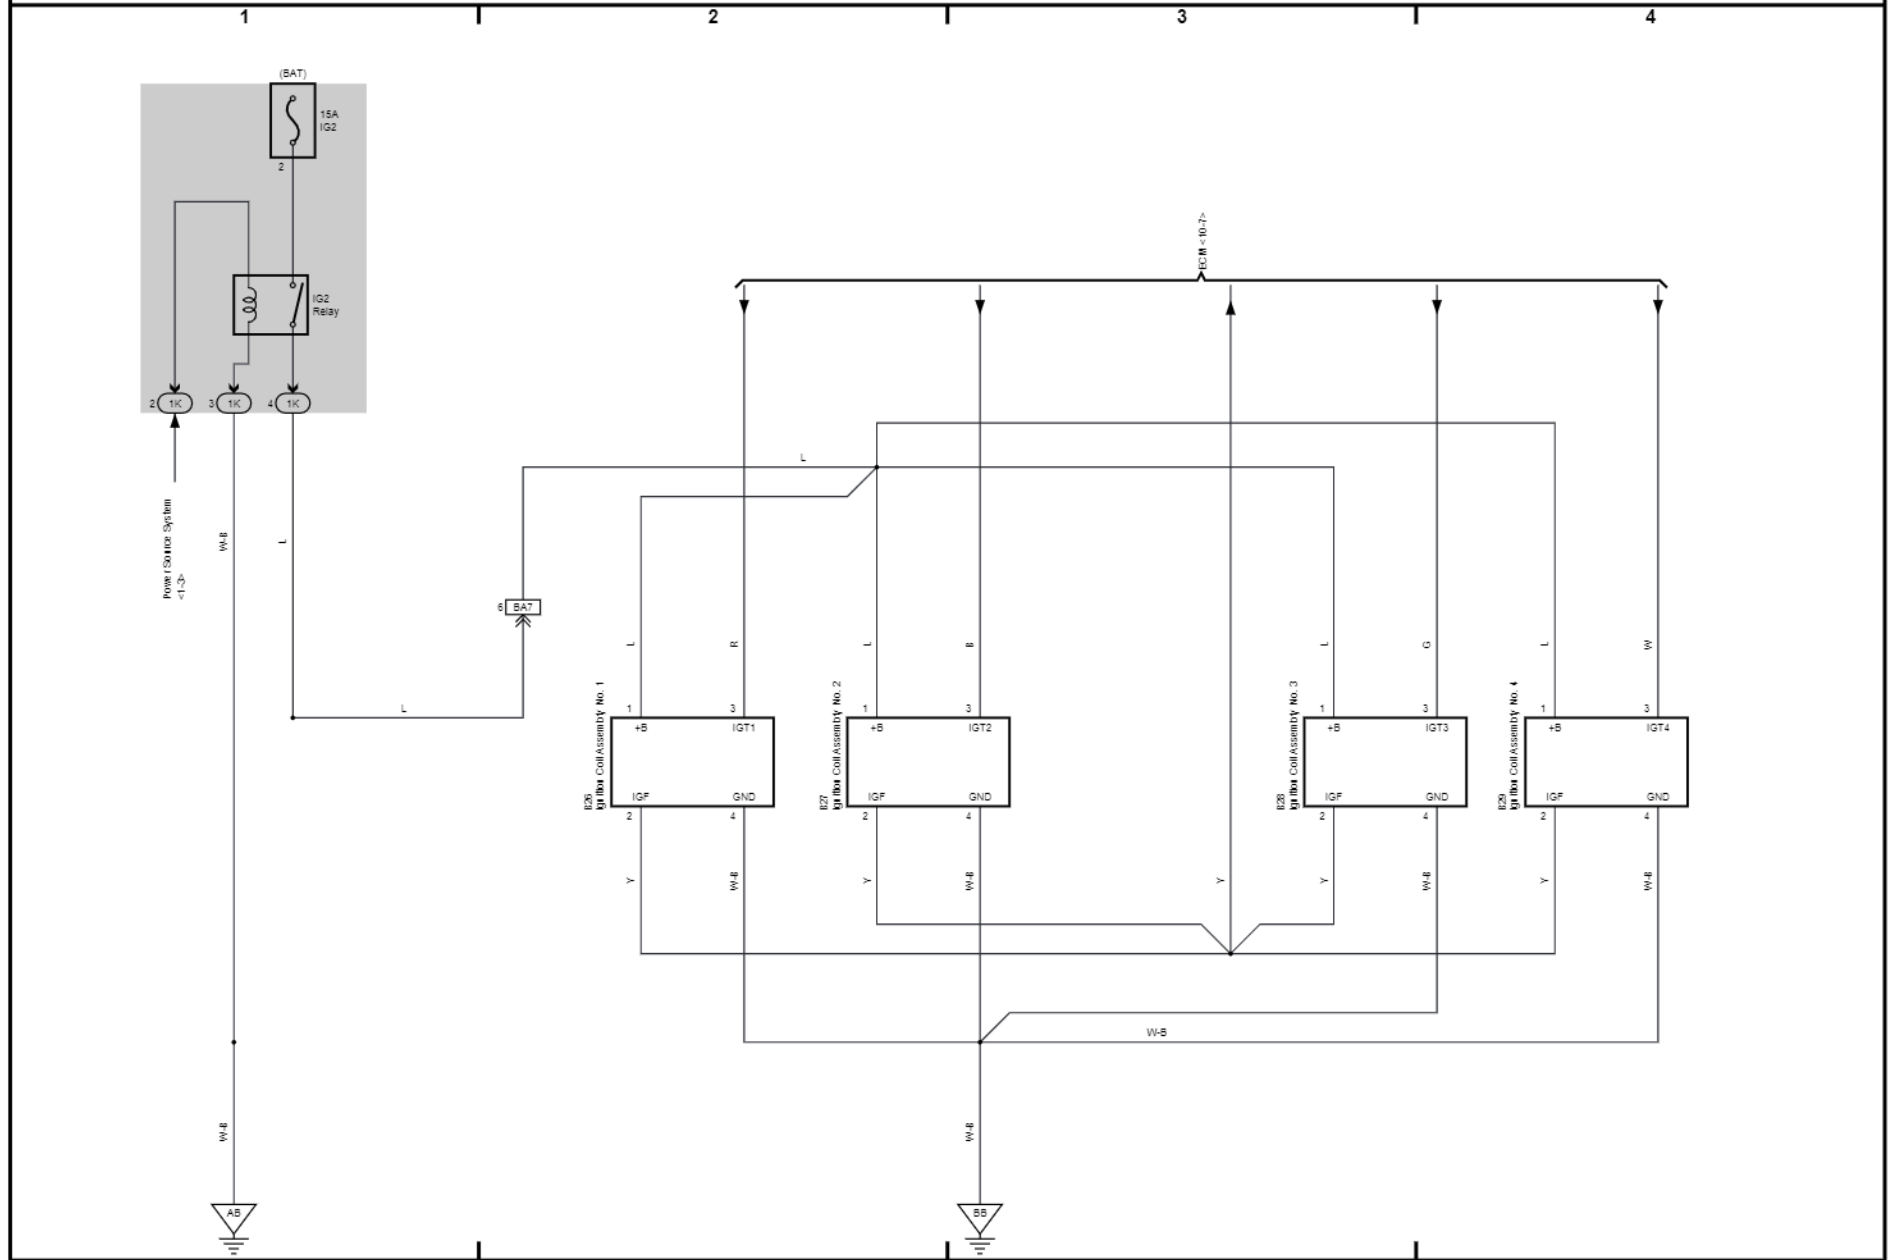 1
2
3
4
(BAT)
15A
IG2
2
IG2
Relay
2 1K
3 1K
4 1K
Power Source System
<1-3>
W-B
L
L
6 BA7
L
ECM <10-7>
L
R
L
B
L
G
L
W
B26
Ignition Coil Assembly No. 1
1
3
+B
IGT1
IGF
GND
2
4
B27
Ignition Coil Assembly No. 2
1
3
+B
IGT2
IGF
GND
2
4
B28
Ignition Coil Assembly No. 3
1
3
+B
IGT3
IGF
GND
2
4
B29
Ignition Coil Assembly No. 4
1
3
+B
IGT4
IGF
GND
2
4
Y
W-B
Y
W-B
Y
Y
W-B
Y
W-B
W-B
W-B
W-B
AB
BB